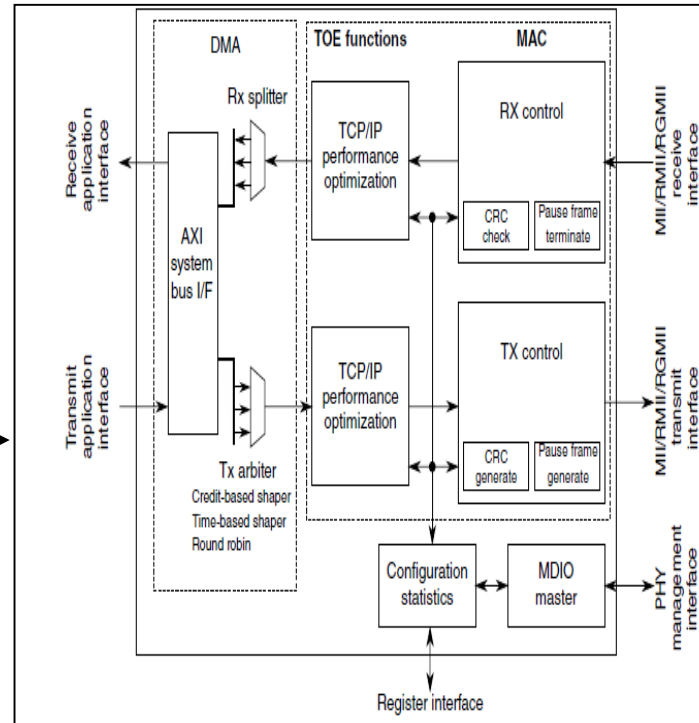 DMA
TOE functions
MAC
Rx splitter
Receive
application
interface
AXI
system
bus I/F
TCP/IP
performance
optimization
RX control
CRC
check
Pause frame
terminate
MII/RMII/RGMII
receive
interface
Transmit
application
interface
Tx arbiter
Credit-based shaper
Time-based shaper
Round robin
TCP/IP
performance
optimization
TX control
CRC
generate
Pause frame
generate
MII/RMII/RGMII
transmit
interface
Configuration
statistics
MDIO
master
PHY
management
interface
Register interface